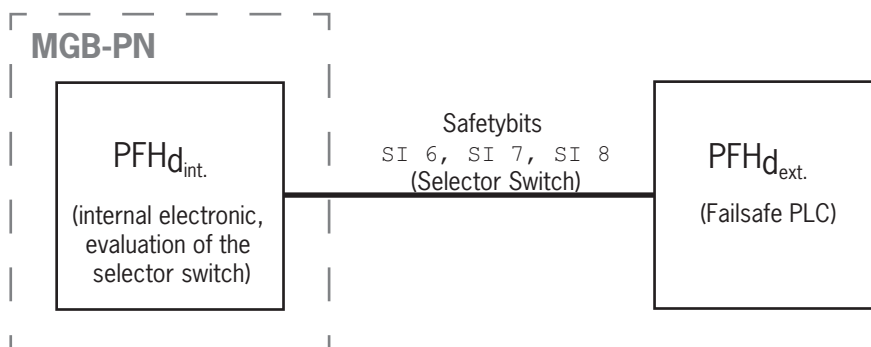 MGB-PN
PFHdint.
(internal electronic,
evaluation of the
selector switch)
Safetybits
SI 6, SI 7, SI 8
(Selector Switch)
PFHdext.
(Failsafe PLC)